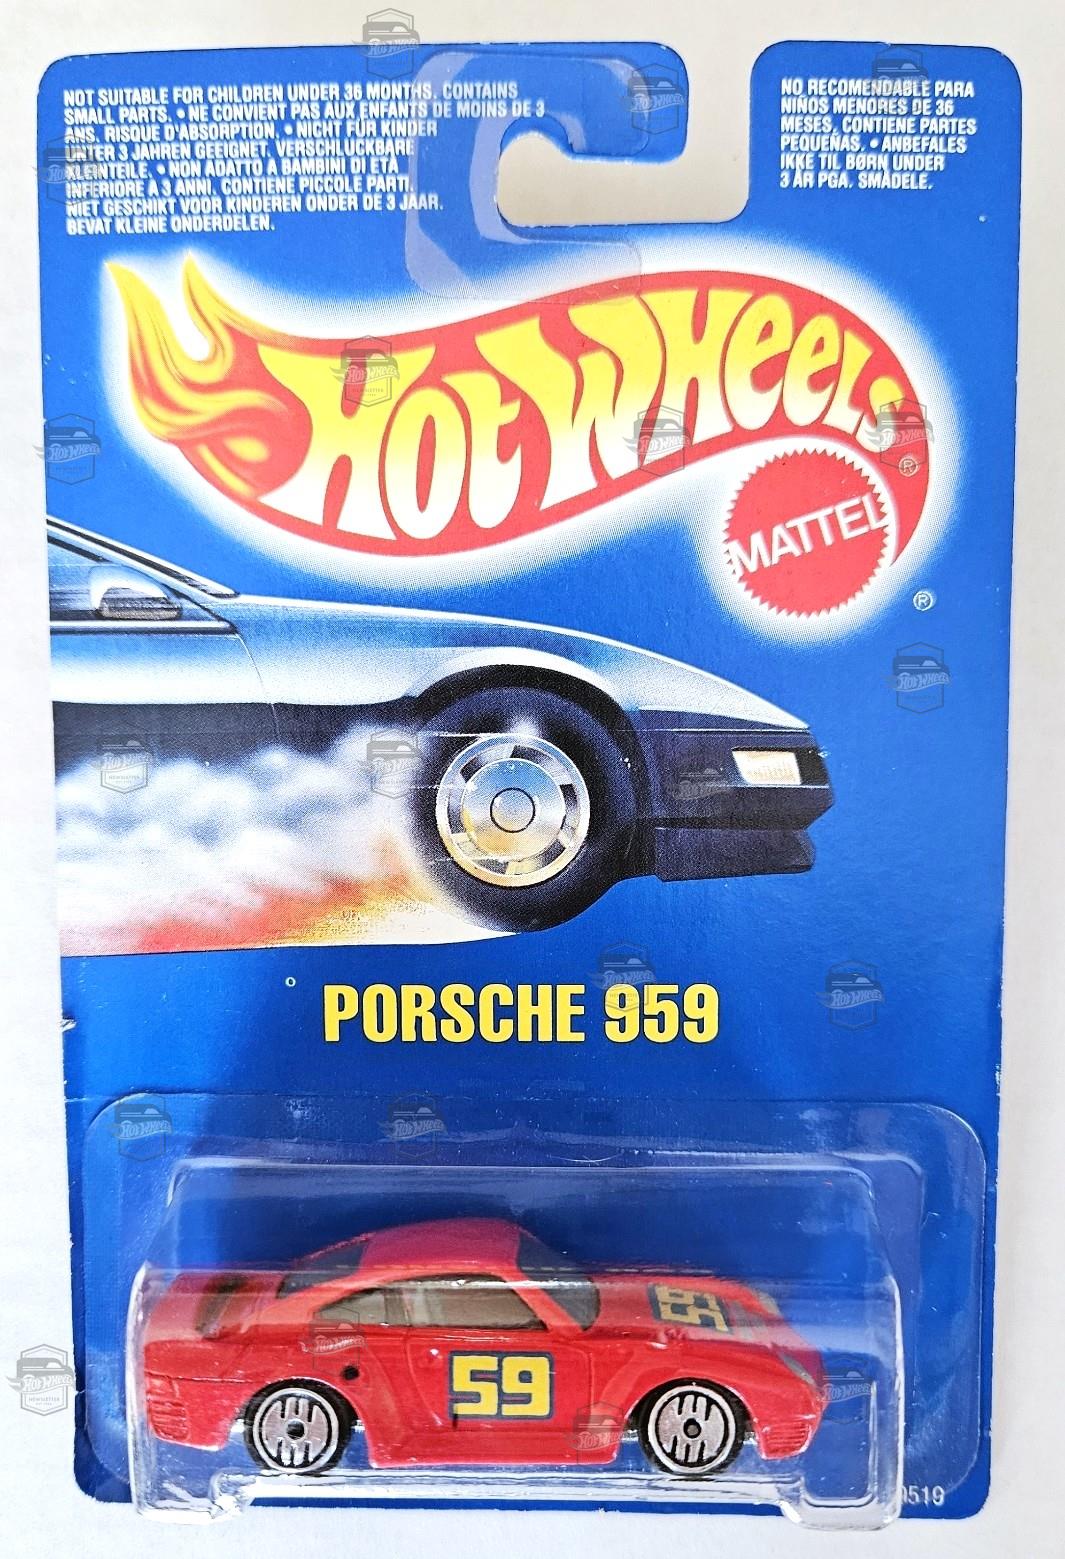 NOT SUITABLE FOR CHILDREN UNDER 36 MONTHS. CONTAINS
SMALL PARTS. • NE CONVIENT PAS AUX ENFANTS DE MOINS DE 3
ANS. RISQUE D'ABSORPTION. • NICHT FÜR KINDER
UNTER 3 JAHREN GEEIGNET. VERSCHLUCKBARE
KLEINTEILE. • NON ADATTO A BAMBINI DI ETA
INFERIORE A 3 ANNI. CONTIENE PICCOLE PARTI.
NIET GESCHIKT VOOR KINDEREN ONDER DE 3 JAAR.
BEVAT KLEINE ONDERDELEN.
NO RECOMENDABLE PARA
NIÑOS MENORES DE 36
MESES. CONTIENE PARTES
PEQUEÑAS. • ANBEFALES
IKKE TIL BØRN UNDER
3 ÅR PGA. SMÅDELE.
HOT WHEELS
®
MATTEL
®
PORSCHE 959
59
59